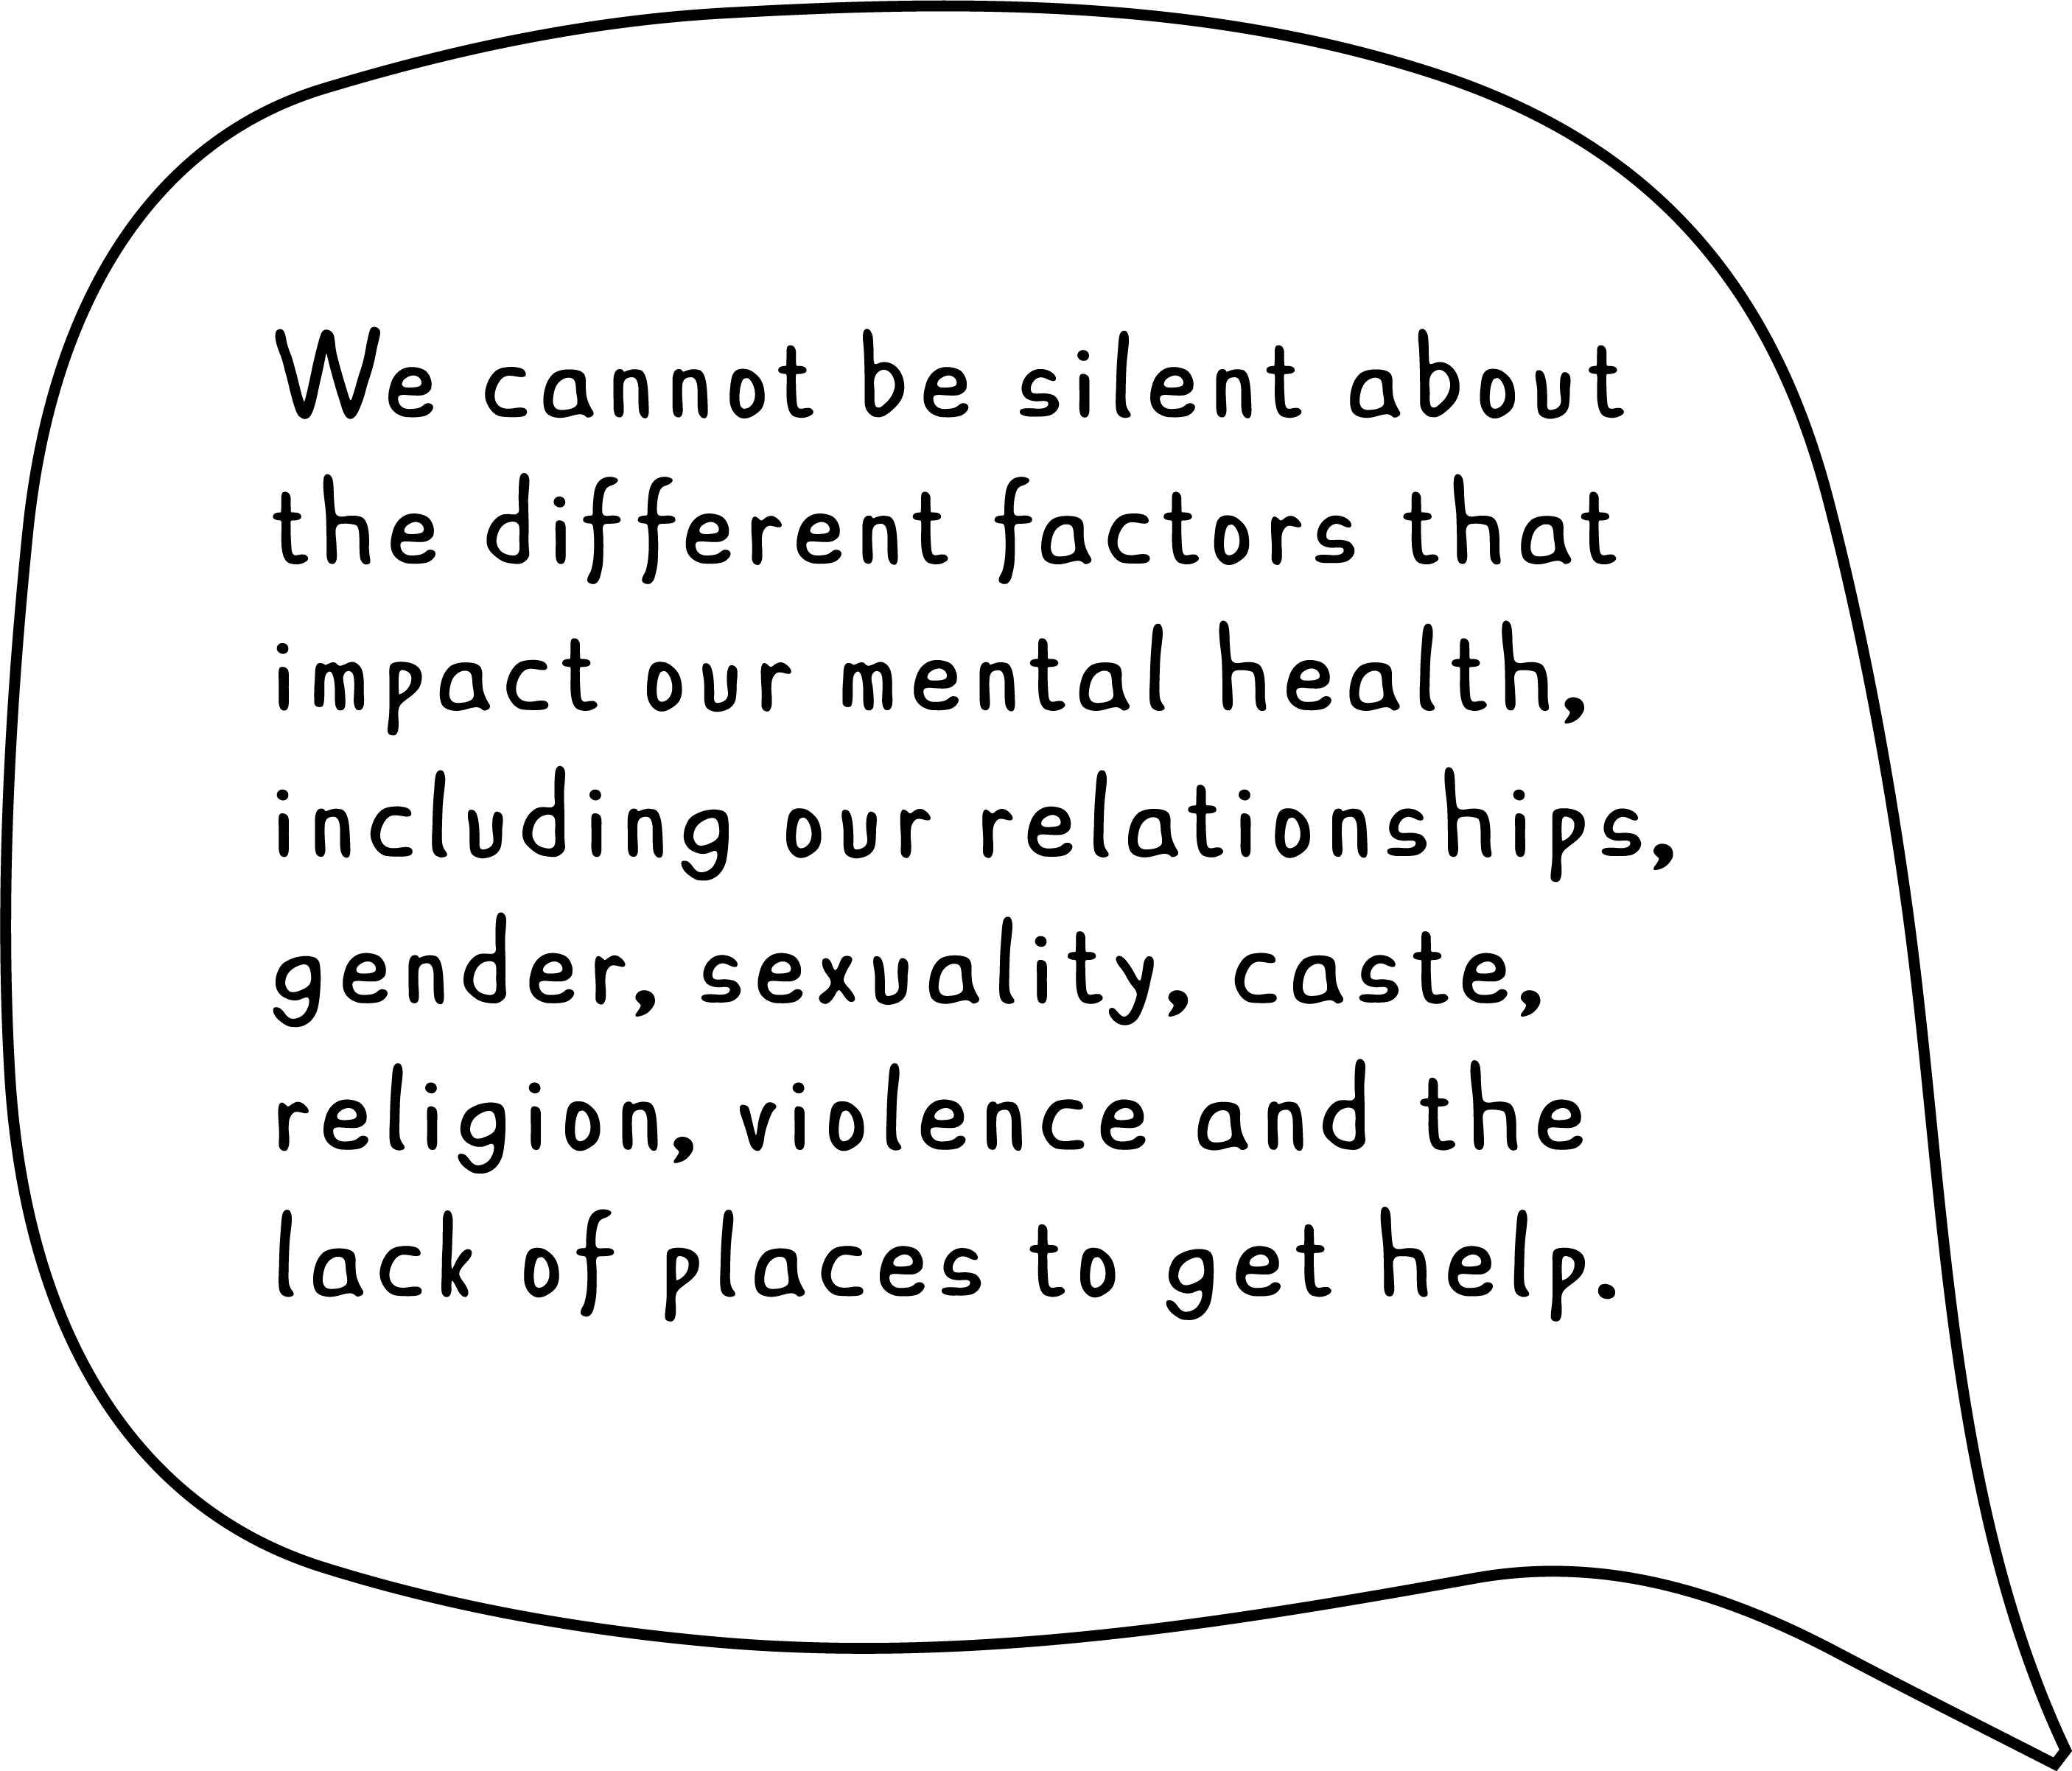 We cannot be silent about
the different factors that
impact our mental health,
including our relationships,
gender, sexuality, caste,
religion, violence and the
lack of places to get help.